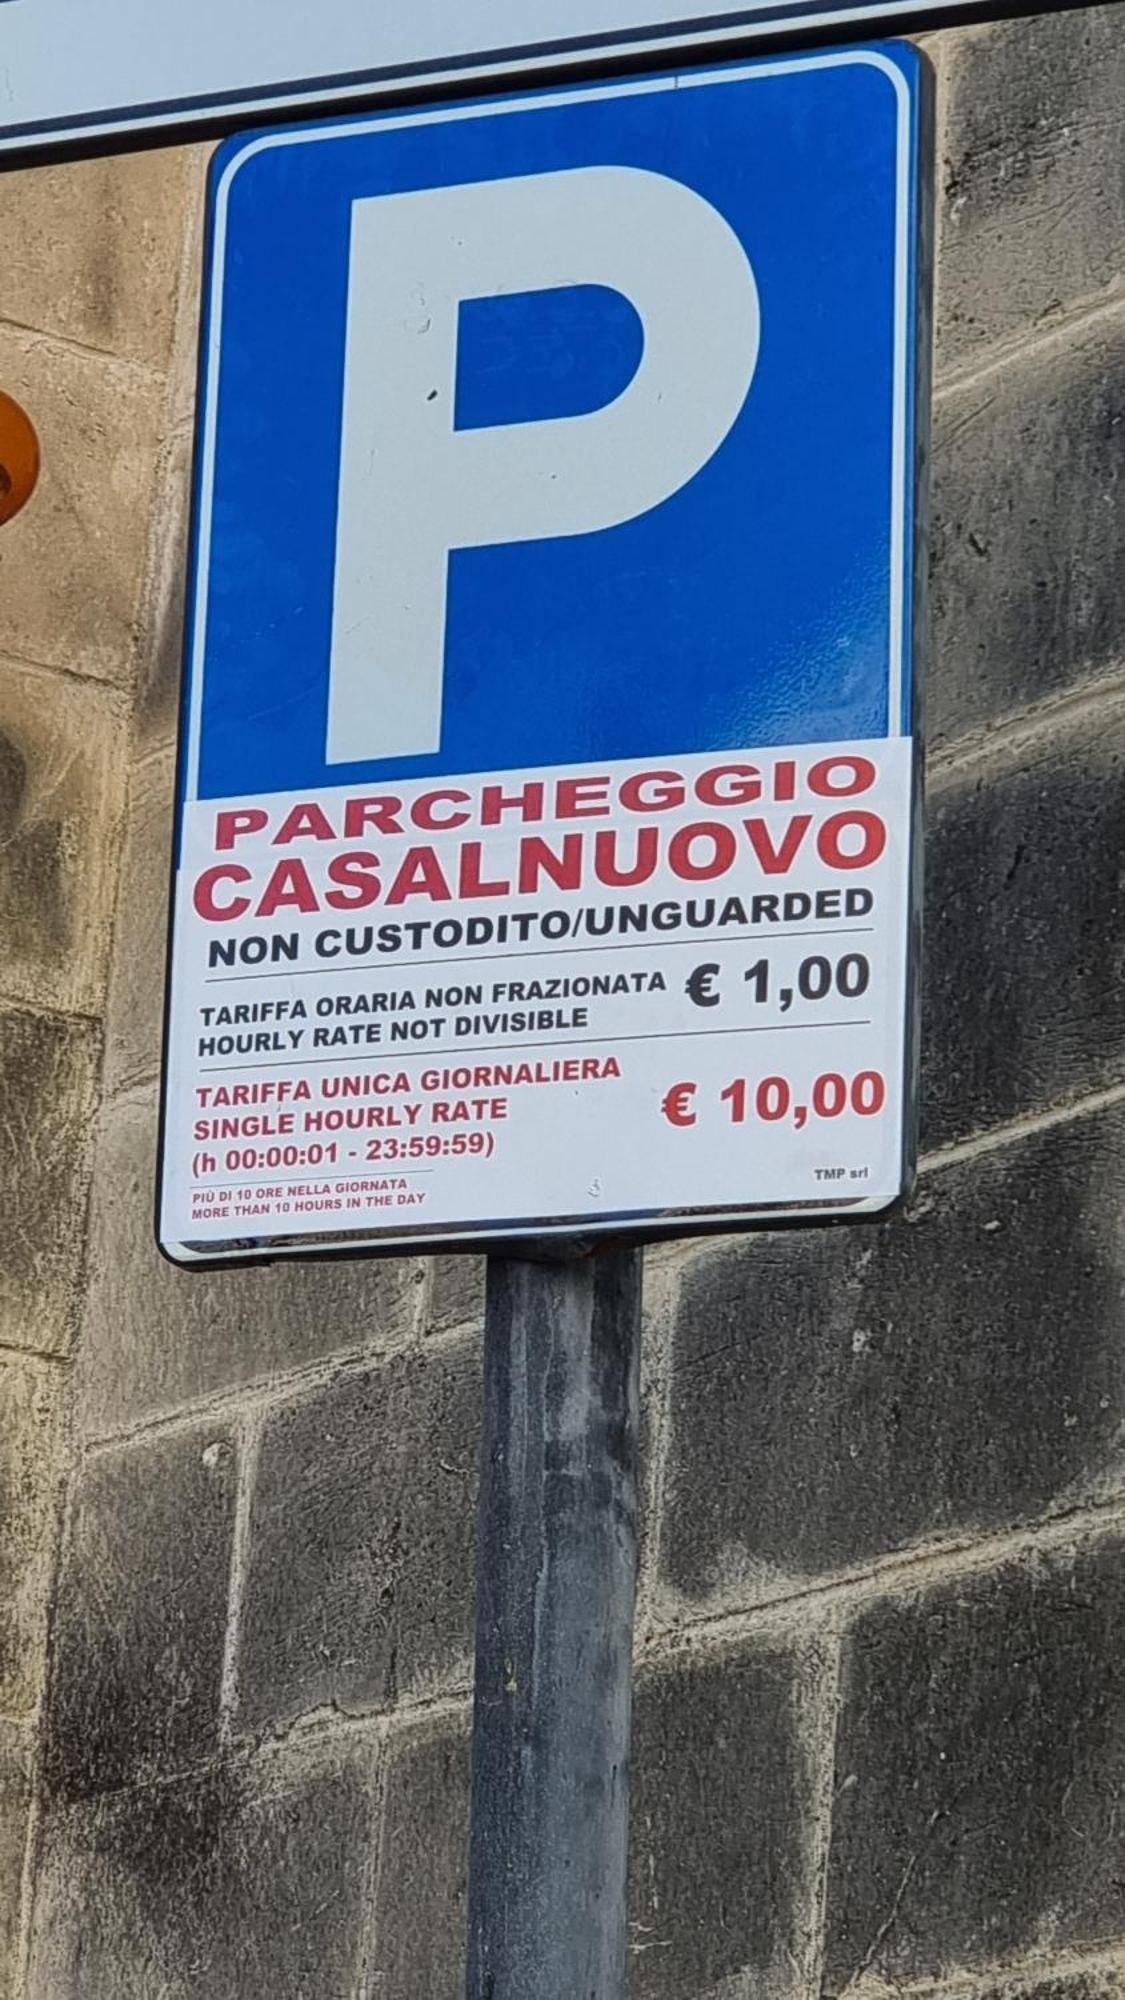 P
PARCHEGGIO
CASALNUOVO
NON CUSTODITO/UNGUARDED
TARIFFA ORARIA NON FRAZIONATA € 1,00
HOURLY RATE NOT DIVISIBLE
TARIFFA UNICA GIORNALIERA
SINGLE HOURLY RATE € 10,00
(h 00:00:01 - 23:59:59)
PIÙ DI 10 ORE NELLA GIORNATA
MORE THAN 10 HOURS IN THE DAY
TMP srl